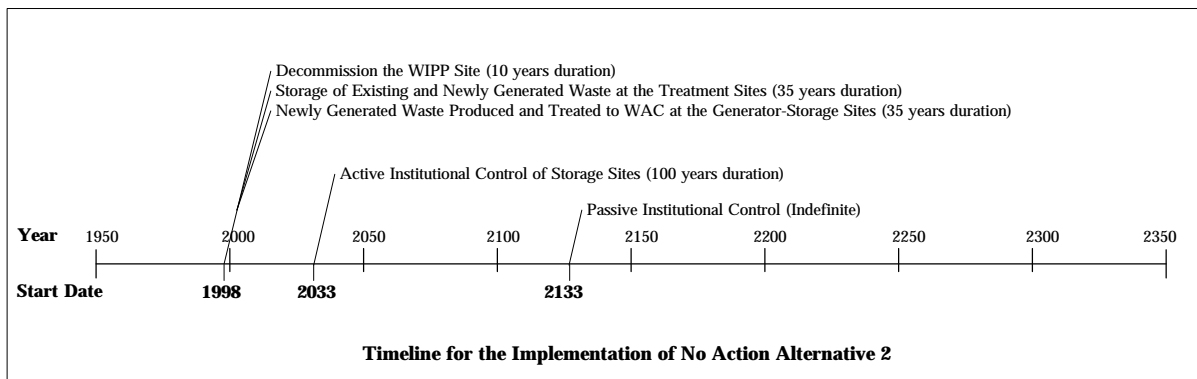 Decommission the WIPP Site (10 years duration)
Storage of Existing and Newly Generated Waste at the Treatment Sites (35 years duration)
Newly Generated Waste Produced and Treated to WAC at the Generator-Storage Sites (35 years duration)
Active Institutional Control of Storage Sites (100 years duration)
Passive Institutional Control (Indefinite)
Year 1950 2000 2050 2100 2150 2200 2250 2300 2350
Start Date 1998 2033 2133
Timeline for the Implementation of No Action Alternative 2